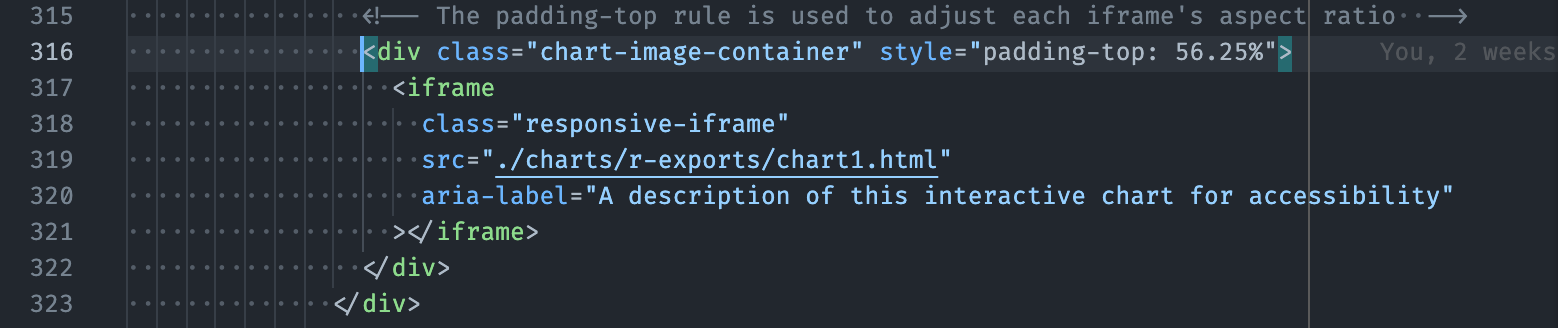 315 <!-- The padding-top rule is used to adjust each iframe's aspect ratio -->
316 <div class="chart-image-container" style="padding-top: 56.25%"> You, 2 weeks
317 <iframe
318 class="responsive-iframe"
319 src="./charts/r-exports/chart1.html"
320 aria-label="A description of this interactive chart for accessibility"
321 ></iframe>
322 </div>
323 </div>